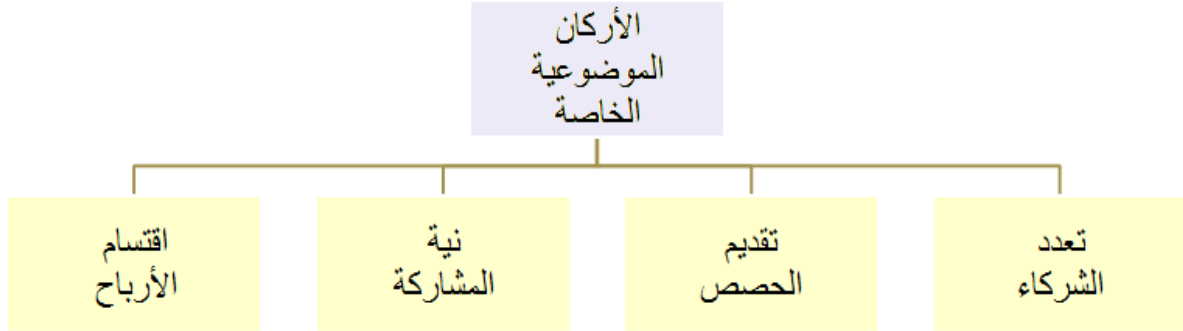 الأركان
الموضوعية
الخاصة
تعدد
الشركاء
تقديم
الحصص
نية
المشاركة
اقتسام
الأرباح